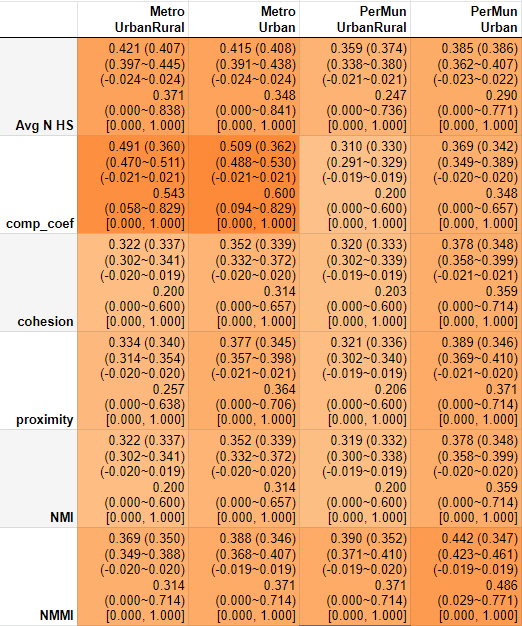 Metro Metro PerMun PerMun
UrbanRural Urban UrbanRural Urban
0.421 (0.407) 0.415 (0.408) 0.359 (0.374) 0.385 (0.386)
(0.397~0.445) (0.391~0.438) (0.338~0.380) (0.362~0.407)
(-0.024~0.024) (-0.024~0.024) (-0.021~0.021) (-0.023~0.022)
0.371 0.348 0.247 0.290
(0.000~0.838) (0.000~0.841) (0.000~0.736) (0.000~0.771)
Avg N HS [0.000, 1.000] [0.000, 1.000] [0.000, 1.000] [0.000, 1.000]
0.491 (0.360) 0.509 (0.362) 0.310 (0.330) 0.369 (0.342)
(0.470~0.511) (0.488~0.530) (0.291~0.329) (0.349~0.389)
(-0.021~0.021) (-0.021~0.021) (-0.019~0.019) (-0.020~0.020)
0.543 0.600 0.200 0.348
(0.058~0.829) (0.094~0.829) (0.000~0.600) (0.000~0.657)
comp_coef [0.000, 1.000] [0.000, 1.000] [0.000, 1.000] [0.000, 1.000]
0.322 (0.337) 0.352 (0.339) 0.320 (0.333) 0.378 (0.348)
(0.302~0.341) (0.332~0.372) (0.302~0.339) (0.358~0.399)
(-0.020~0.019) (-0.020~0.020) (-0.019~0.019) (-0.021~0.021)
0.200 0.314 0.203 0.359
(0.000~0.600) (0.000~0.657) (0.000~0.600) (0.000~0.714)
cohesion [0.000, 1.000] [0.000, 1.000] [0.000, 1.000] [0.000, 1.000]
0.334 (0.340) 0.377 (0.345) 0.321 (0.336) 0.389 (0.346)
(0.314~0.354) (0.357~0.398) (0.302~0.340) (0.369~0.410)
(-0.020~0.020) (-0.021~0.021) (-0.019~0.019) (-0.021~0.020)
0.257 0.364 0.206 0.371
(0.000~0.638) (0.000~0.706) (0.000~0.600) (0.000~0.714)
proximity [0.000, 1.000] [0.000, 1.000] [0.000, 1.000] [0.000, 1.000]
0.322 (0.337) 0.352 (0.339) 0.319 (0.332) 0.378 (0.348)
(0.302~0.341) (0.332~0.372) (0.300~0.338) (0.358~0.399)
(-0.020~0.019) (-0.020~0.020) (-0.019~0.019) (-0.020~0.020)
0.200 0.314 0.200 0.359
(0.000~0.600) (0.000~0.657) (0.000~0.600) (0.000~0.714)
NMI [0.000, 1.000] [0.000, 1.000] [0.000, 1.000] [0.000, 1.000]
0.369 (0.350) 0.388 (0.346) 0.390 (0.352) 0.442 (0.347)
(0.349~0.388) (0.368~0.407) (0.371~0.410) (0.423~0.461)
(-0.020~0.020) (-0.019~0.019) (-0.019~0.020) (-0.019~0.019)
0.314 0.371 0.371 0.486
(0.000~0.714) (0.000~0.714) (0.000~0.714) (0.029~0.771)
NMMI [0.000, 1.000] [0.000, 1.000] [0.000, 1.000] [0.000, 1.000]